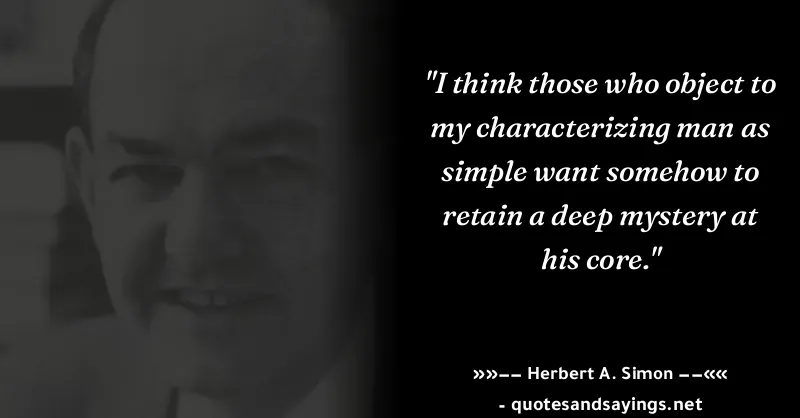 "I think those who object to
my characterizing man as
simple want somehow to
retain a deep mystery at
his core."
»»−− Herbert A. Simon −−««
- quotesandsayings.net